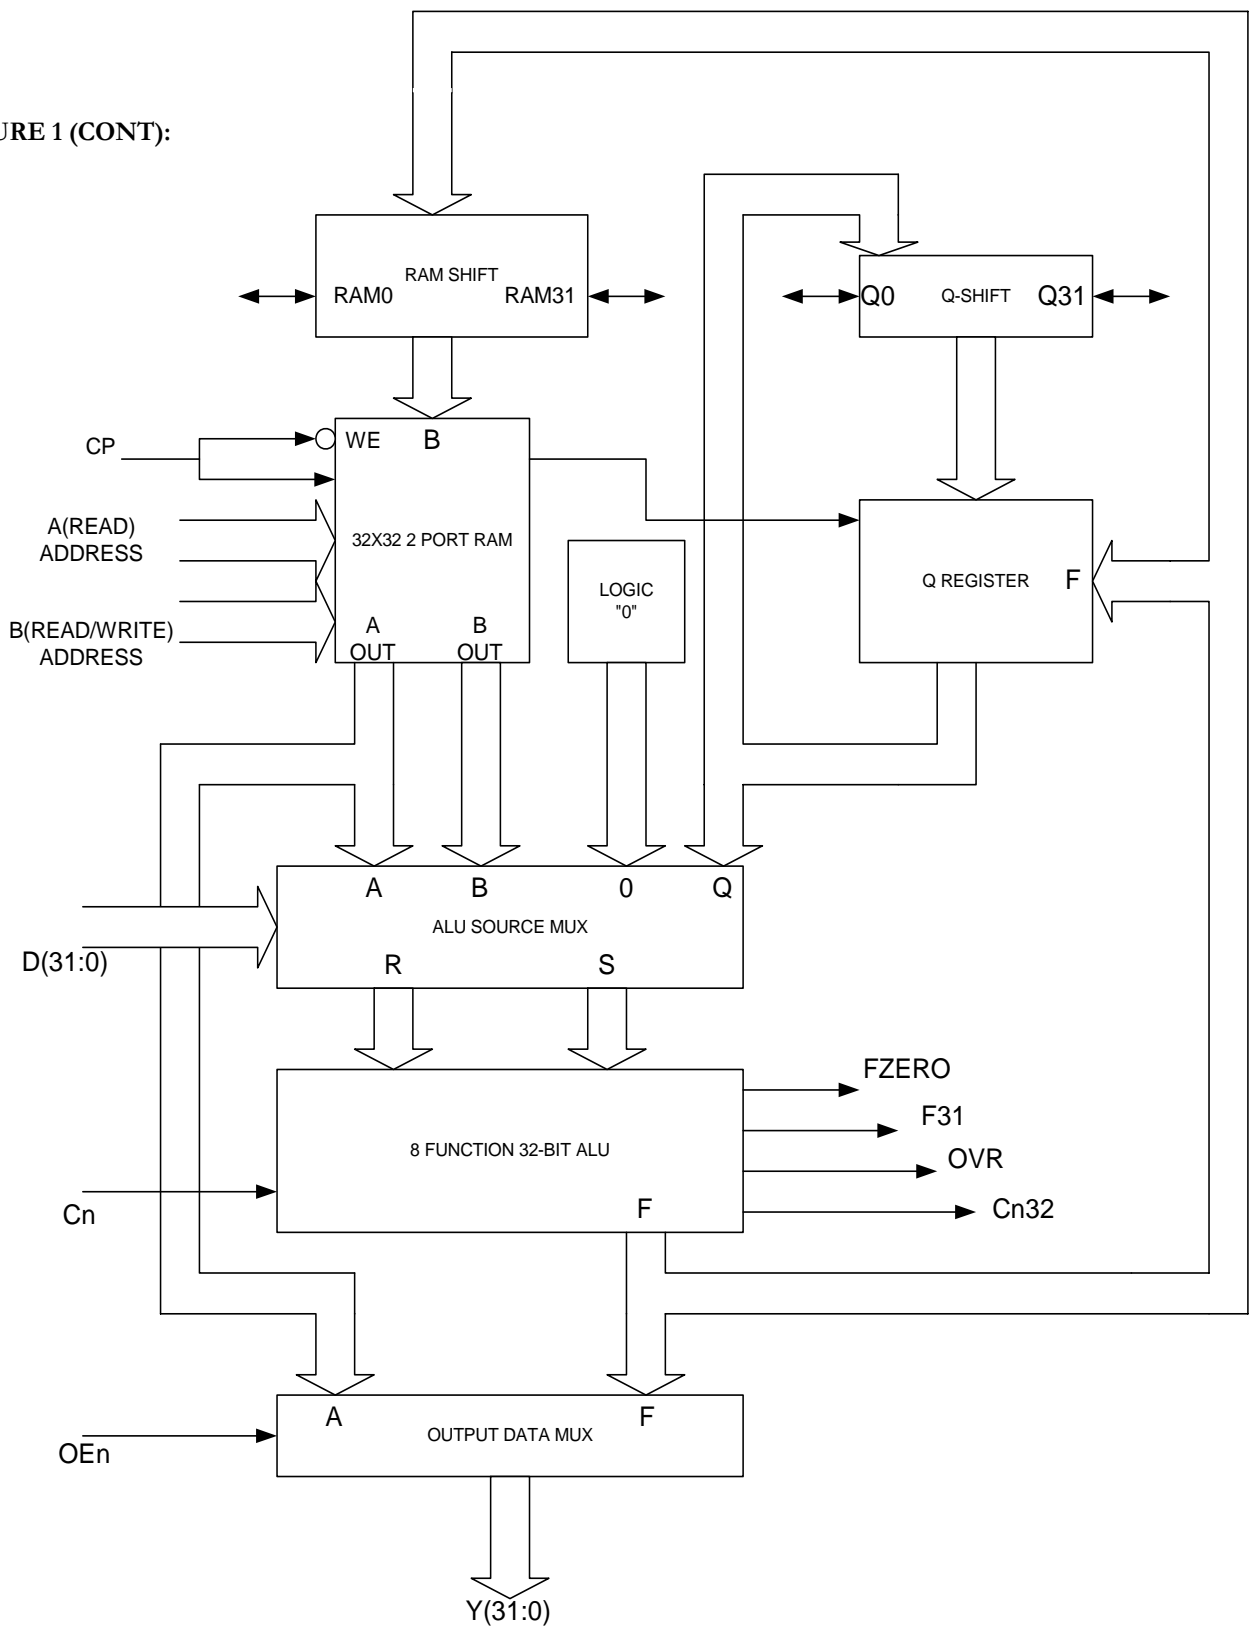 URE 1 (CONT):
RAM SHIFT
RAM0
RAM31
Q0
Q-SHIFT
Q31
CP
WE
B
A(READ)
ADDRESS
32X32 2 PORT RAM
LOGIC
"0"
Q REGISTER
F
B(READ/WRITE)
ADDRESS
A
OUT
B
OUT
A
B
0
Q
ALU SOURCE MUX
D(31:0)
R
S
FZERO
F31
8 FUNCTION 32-BIT ALU
OVR
Cn
F
Cn32
A
F
OUTPUT DATA MUX
OEn
Y(31:0)